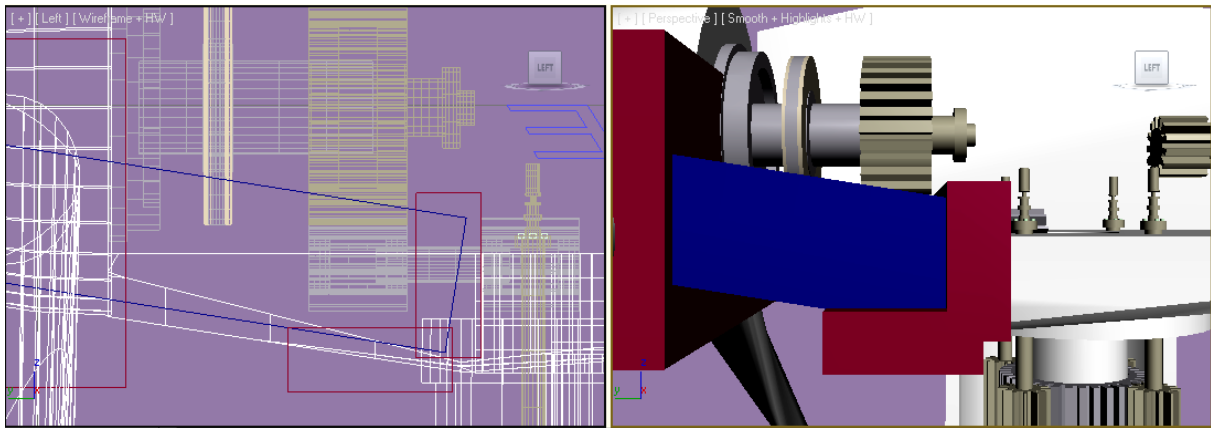 [ + ] [ Left ] [ Wireframe + HW ]
LEFT
z
y
x
[ + ] [ Perspective ] [ Smooth + Highlights + HW ]
LEFT
z
y
x